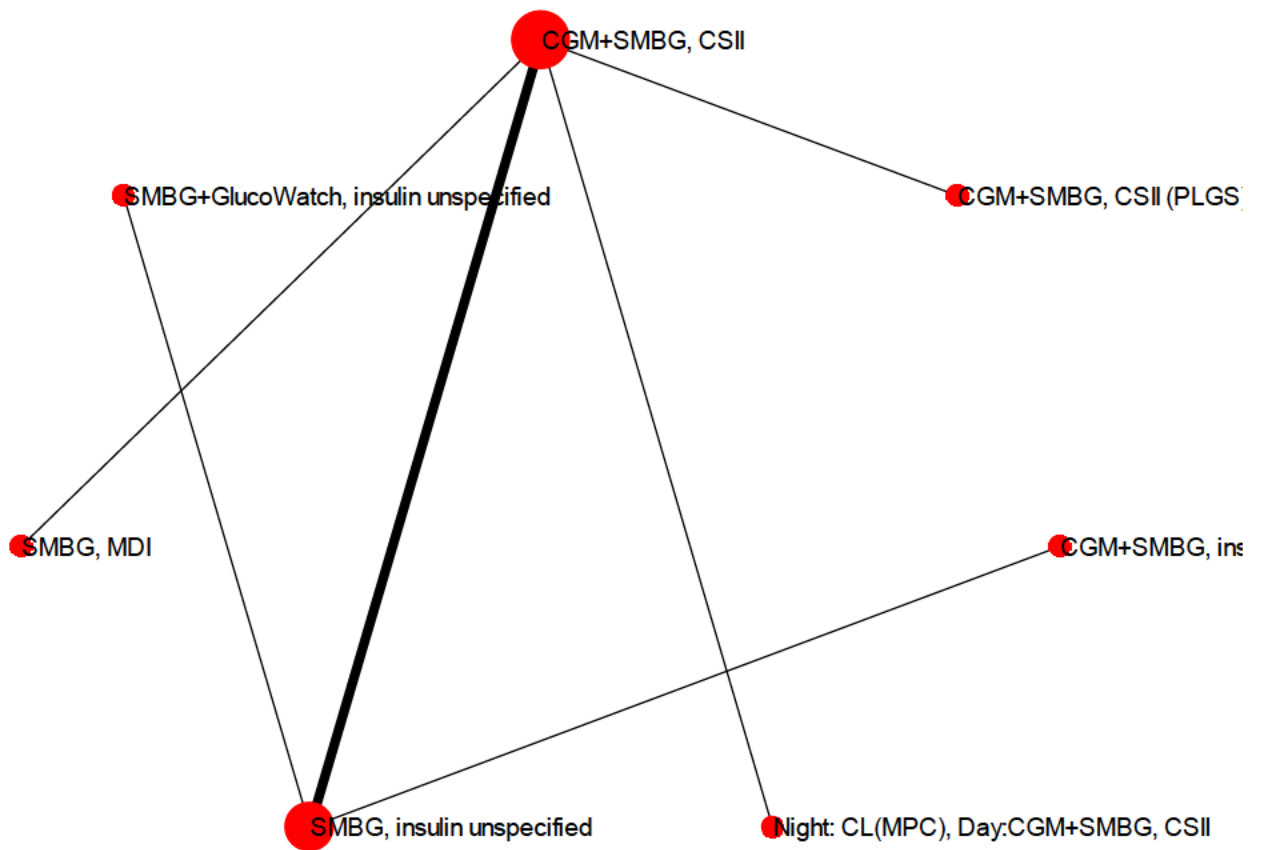 CGM+SMBG, CSII
SMBG+GlucoWatch, insulin unspecified
CGM+SMBG, CSII (PLGS)
SMBG, MDI
CGM+SMBG, ins
SMBG, insulin unspecified
Night: CL(MPC), Day:CGM+SMBG, CSII